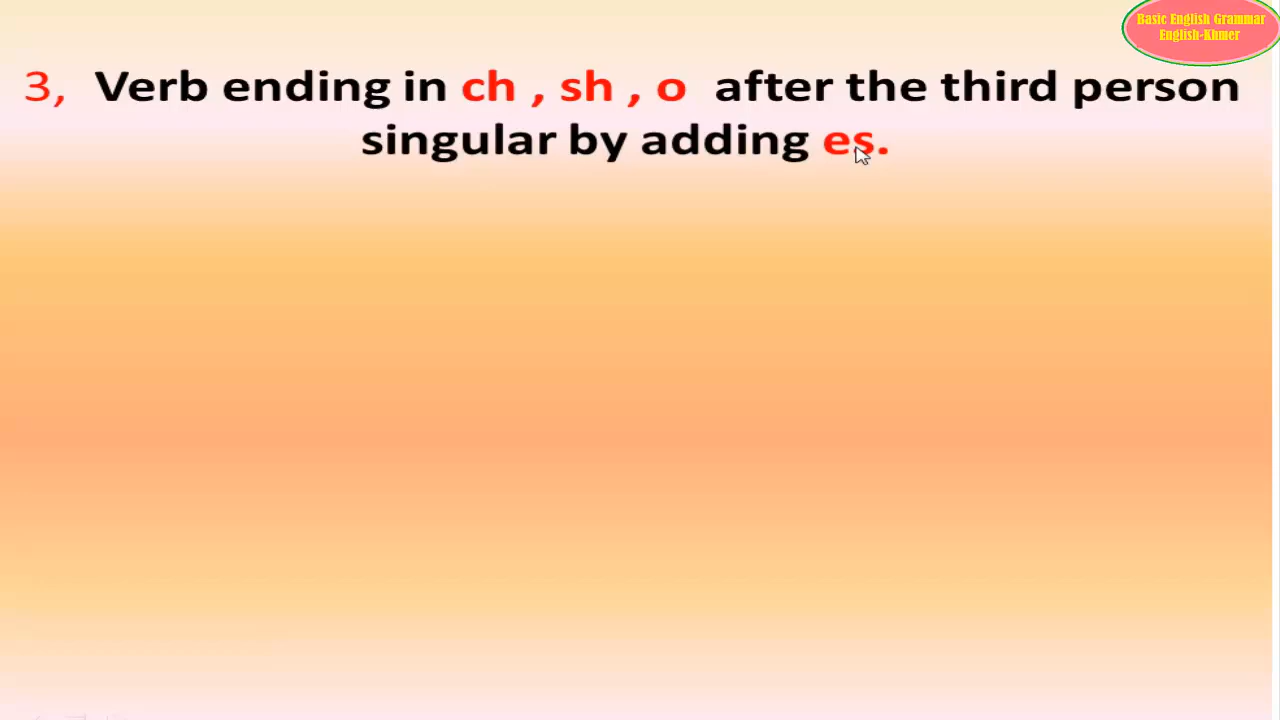 Basic English Grammar
English-Khmer
3, Verb ending in ch , sh , o after the third person
singular by adding es.